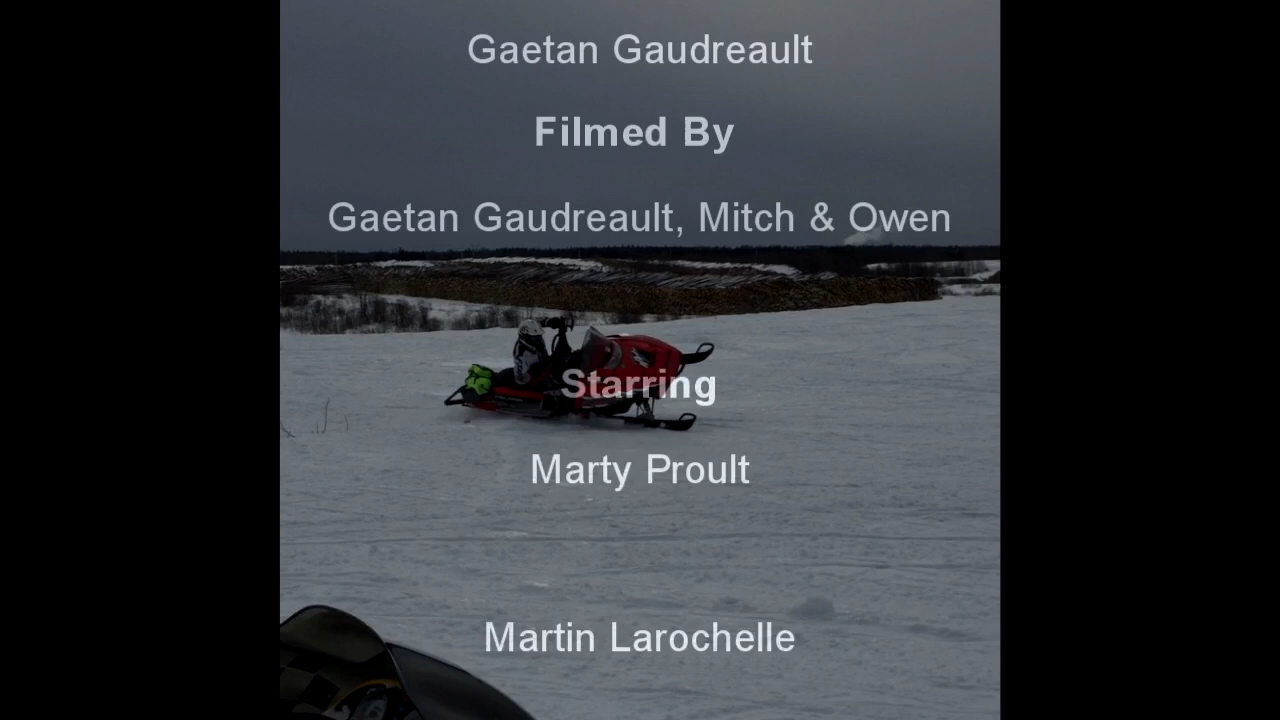 Gaetan Gaudreault
Filmed By
Gaetan Gaudreault, Mitch & Owen
Starring
Marty Proult
Martin Larochelle